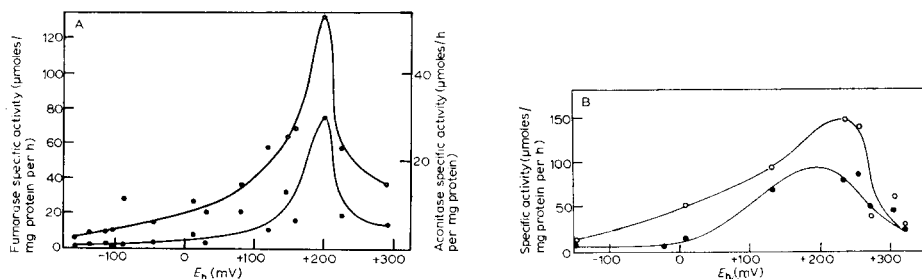 A
Fumarase specific activity (µmoles/
mg protein per h)
120
100
80
60
40
20
0
-100
0
+100
+200
+300
Eh (mV)
40
20
Aconitase specific activity (µmoles/h
per mg protein)
B
Specific activity (µmoles/
mg protein per h)
150
100
50
-100
0
+100
+200
+300
Eh (mV)